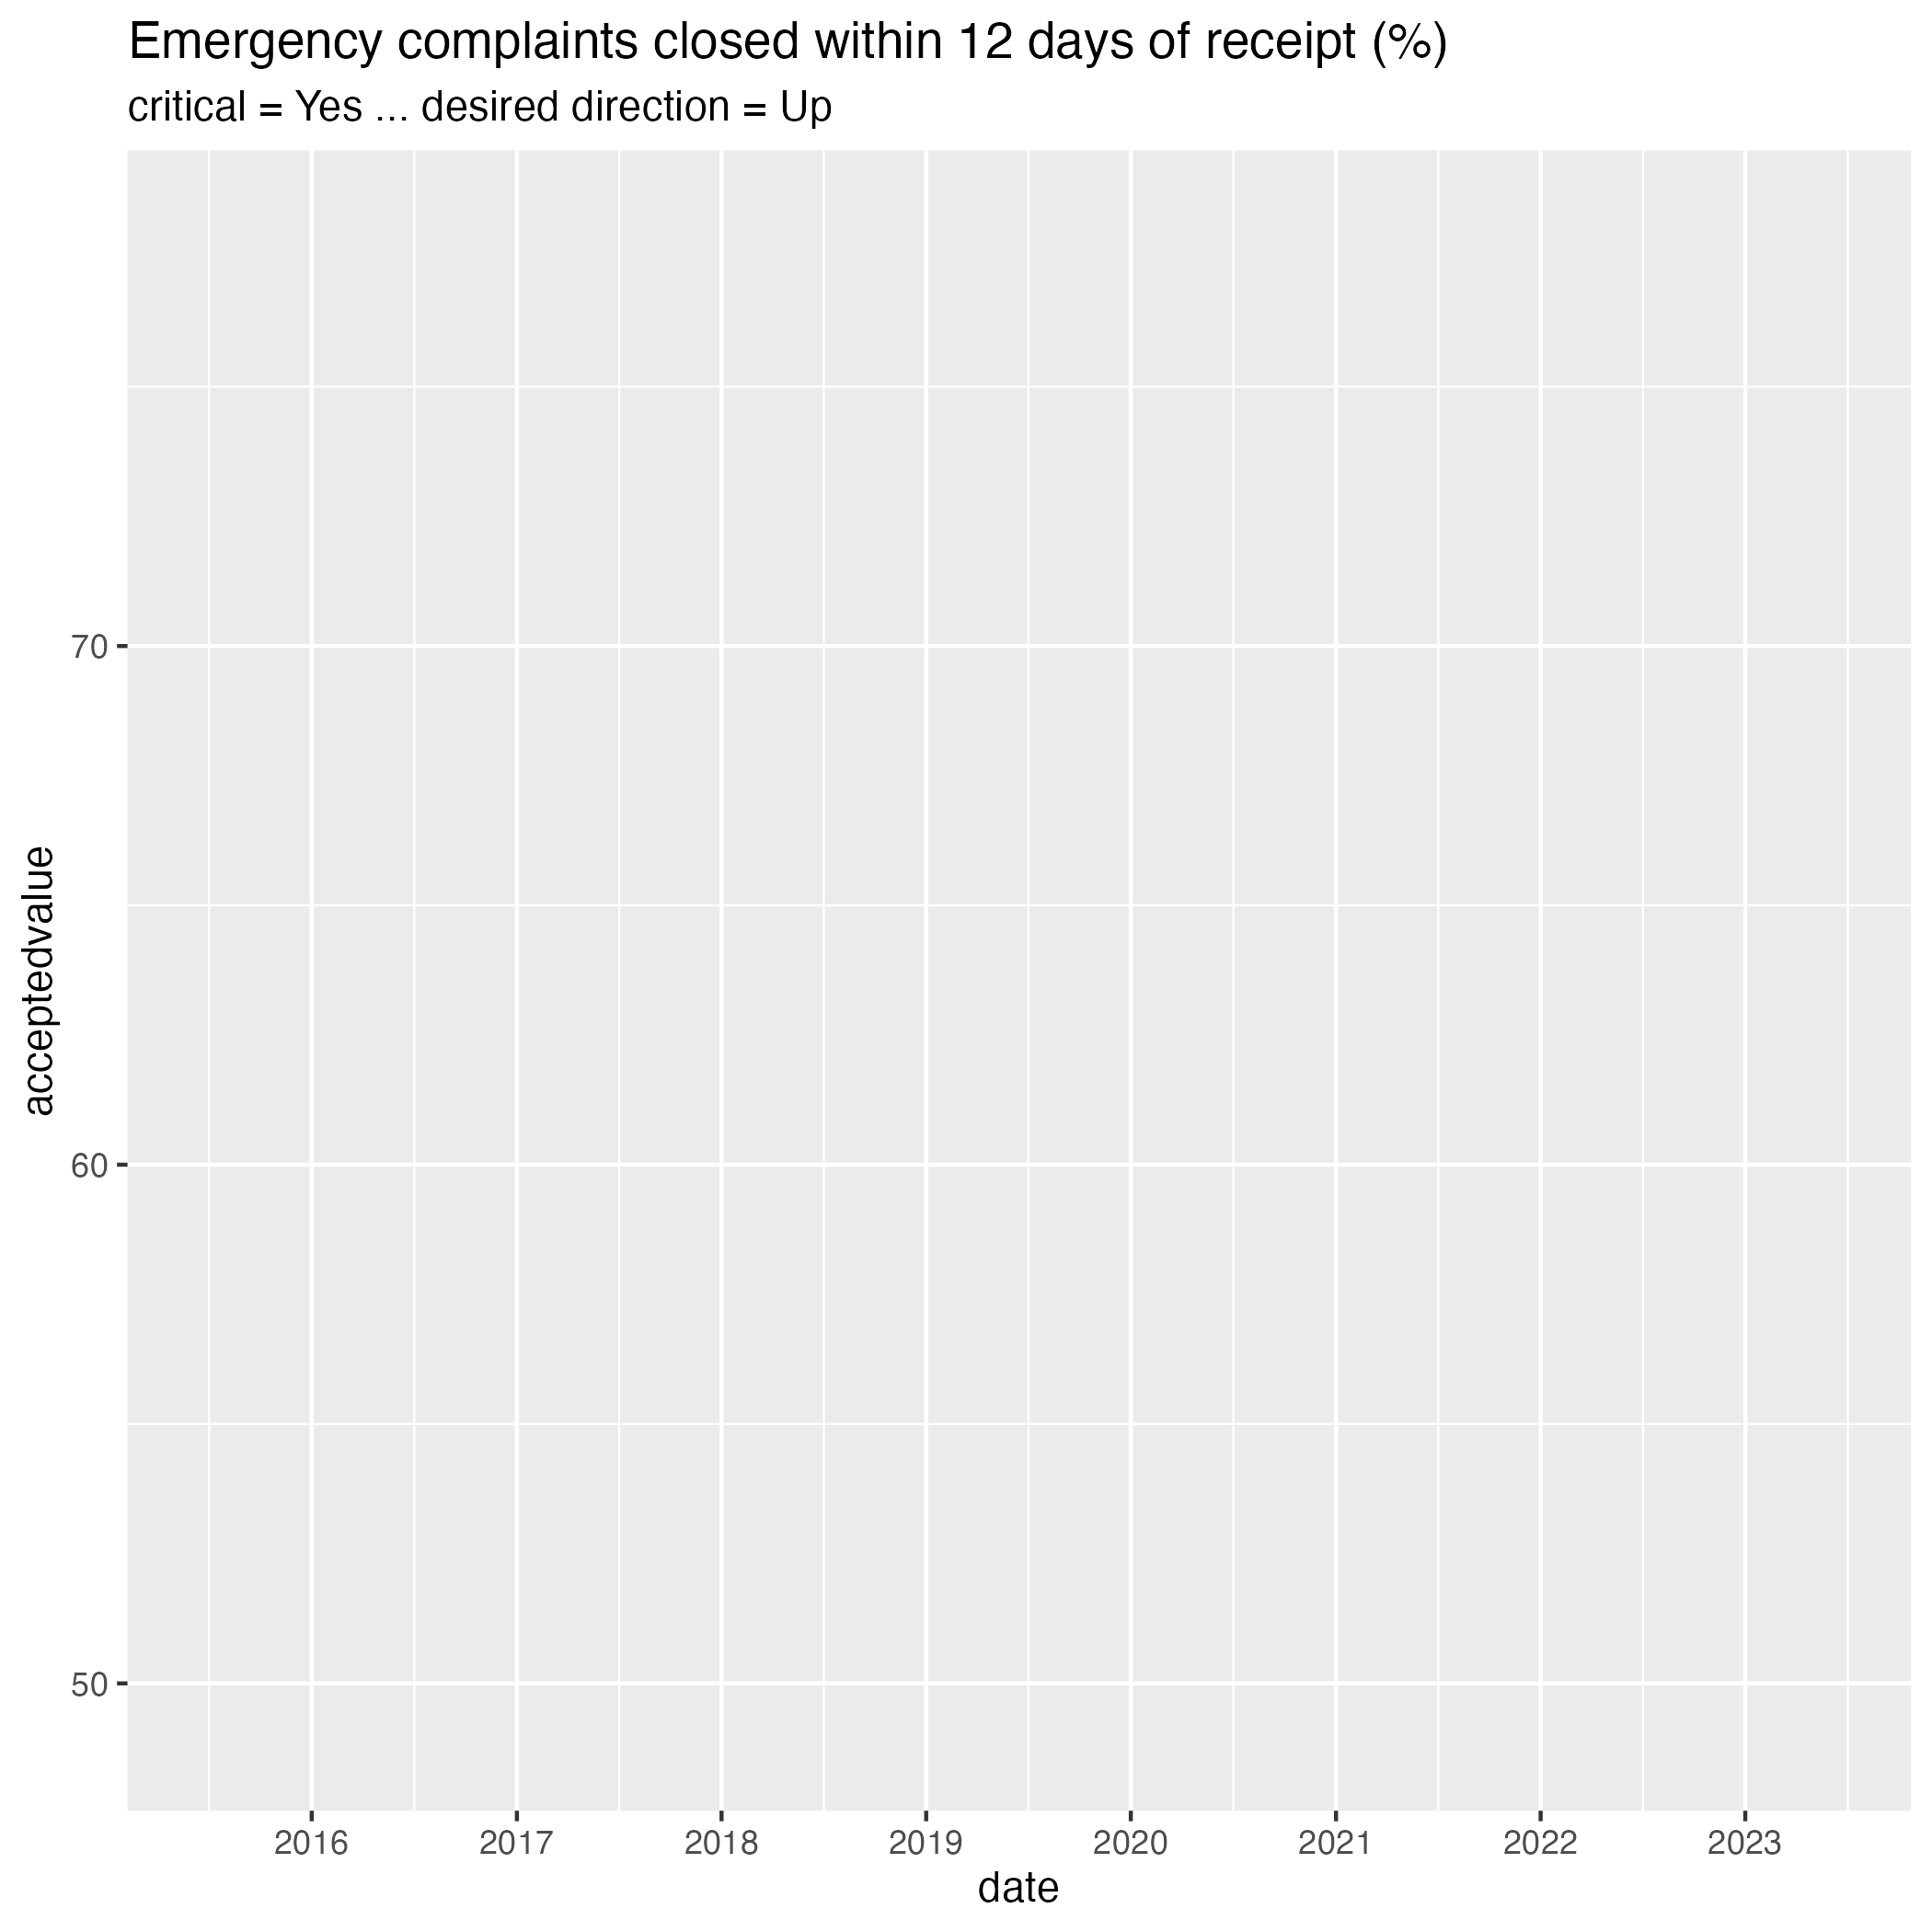 Emergency complaints closed within 12 days of receipt (%)
critical = Yes ... desired direction = Up
70
60
50
acceptedvalue
2016 2017 2018 2019 2020 2021 2022 2023
date